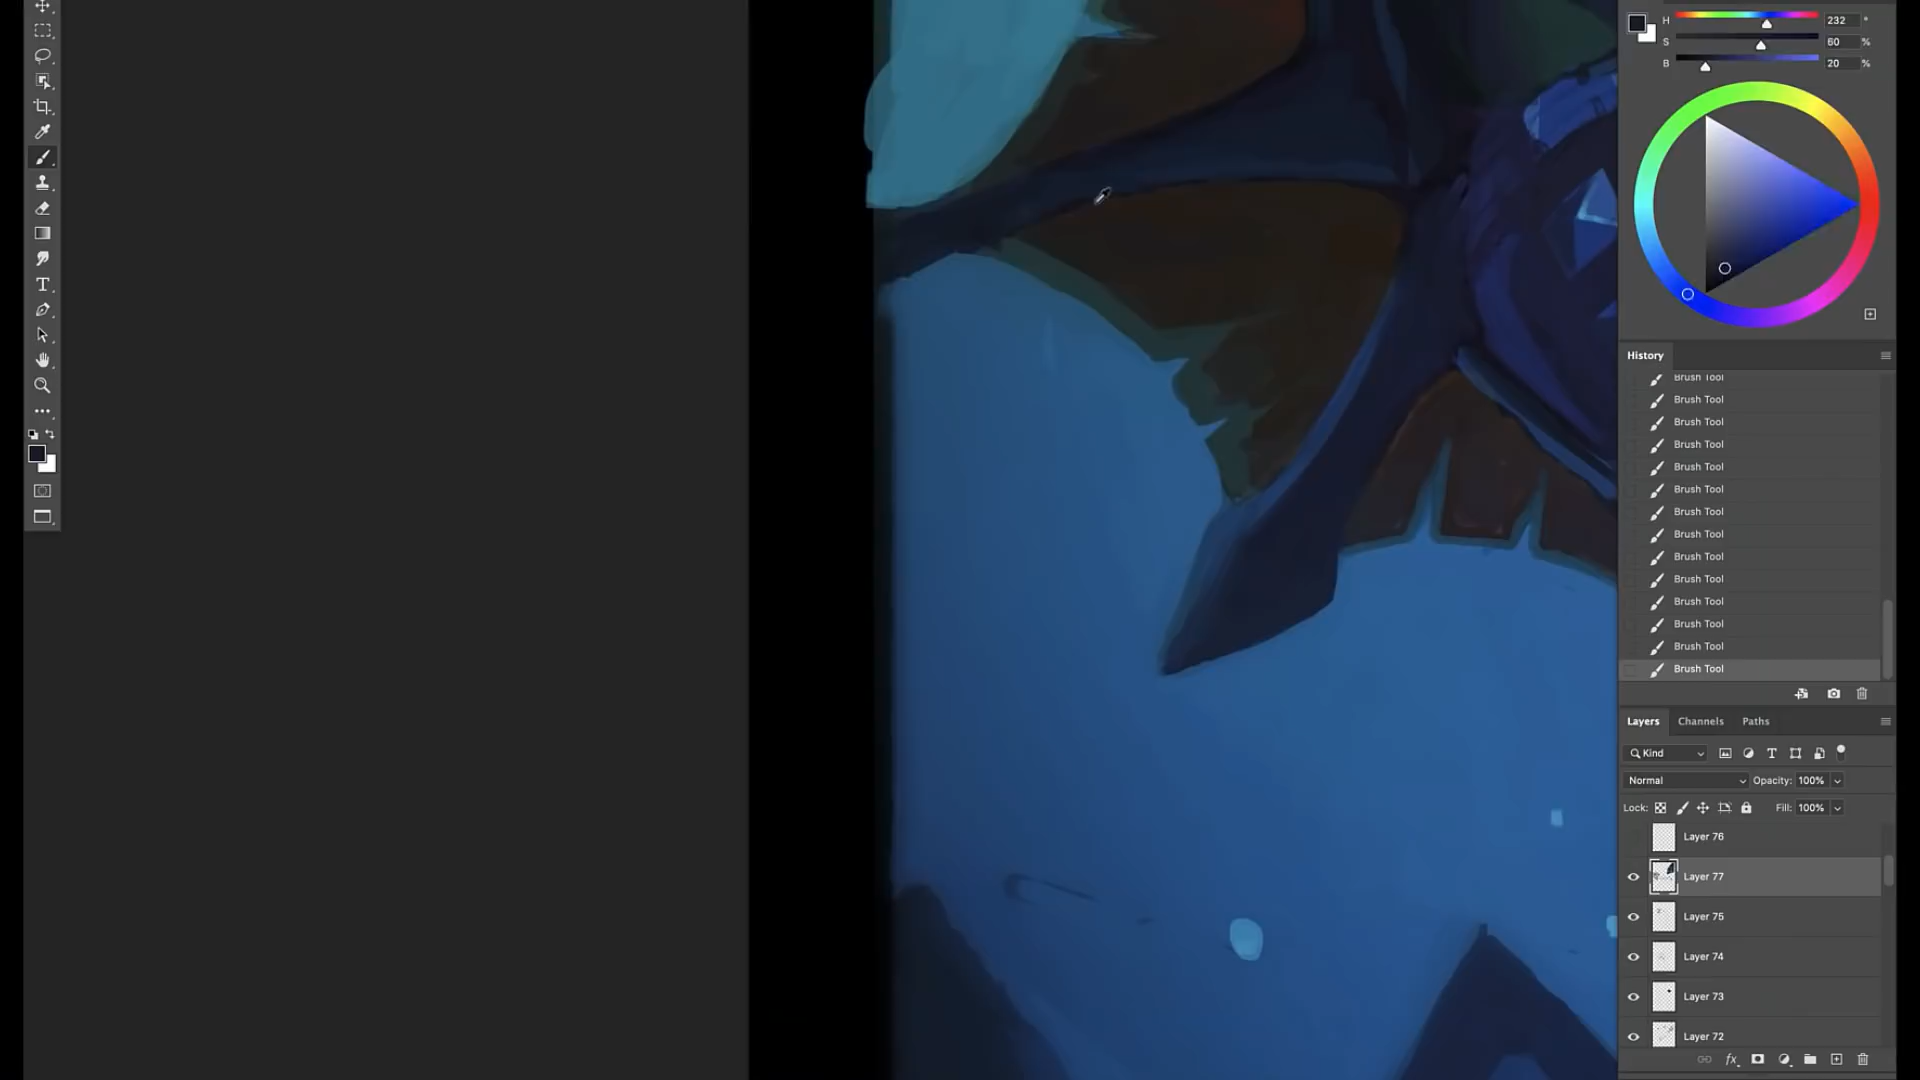 H 232 °
S 60 %
B 20 %
History
Brush Tool
Brush Tool
Brush Tool
Brush Tool
Brush Tool
Brush Tool
Brush Tool
Brush Tool
Brush Tool
Brush Tool
Brush Tool
Brush Tool
Brush Tool
Brush Tool
Layers Channels Paths
Kind
Normal Opacity: 100%
Lock: Fill: 100%
Layer 76
Layer 77
Layer 75
Layer 74
Layer 73
Layer 72
fx